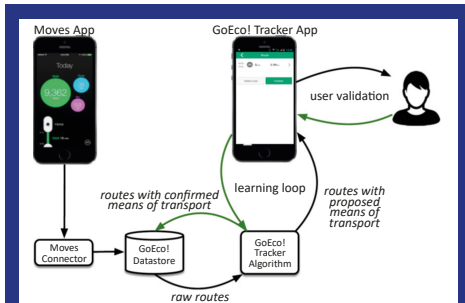 Moves App
GoEco! Tracker App
Today
9,362
user validation
learning loop
routes with confirmed
means of transport
routes with
proposed
means of
transport
Moves
Connector
GoEco!
Datastore
GoEco!
Tracker
Algorithm
raw routes